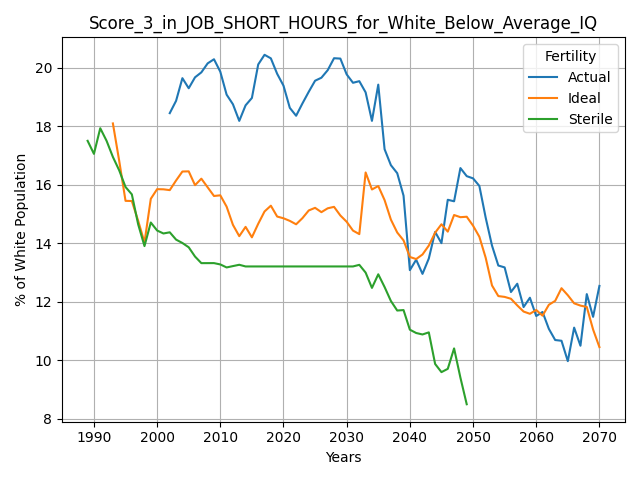 Score_3_in_JOB_SHORT_HOURS_for_White_Below_Average_IQ
Fertility
Actual
Ideal
Sterile
% of White Population
20
18
16
14
12
10
8
1990
2000
2010
2020
2030
2040
2050
2060
2070
Years